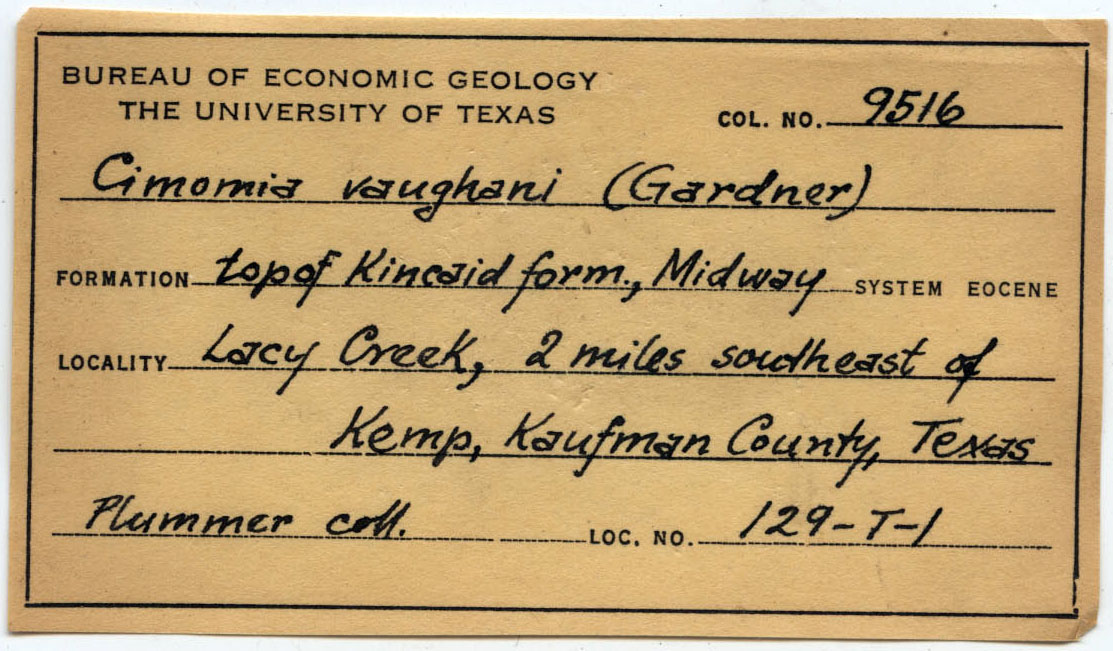 BUREAU OF ECONOMIC GEOLOGY
THE UNIVERSITY OF TEXAS
COL. NO. 9516
Cimomia vaughani (Gardner)
FORMATION top of Kincaid form., Midway SYSTEM EOCENE
LOCALITY Lacy Creek, 2 miles southeast of
Kemp, Kaufman County, Texas
Plummer coll. LOC. NO. 129-T-1